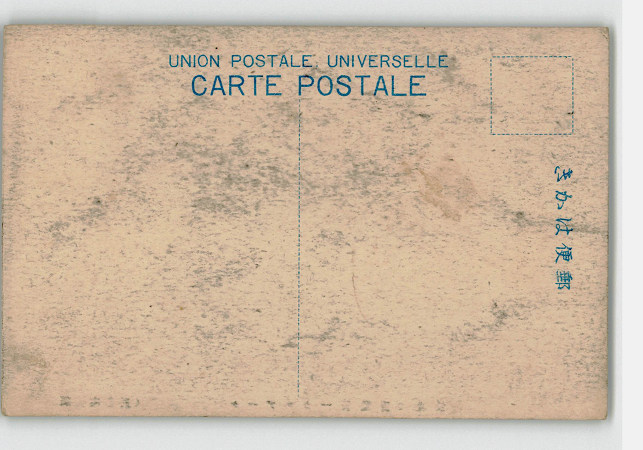 UNION POSTALE UNIVERSELLE
CARTE POSTALE
郵便はかき